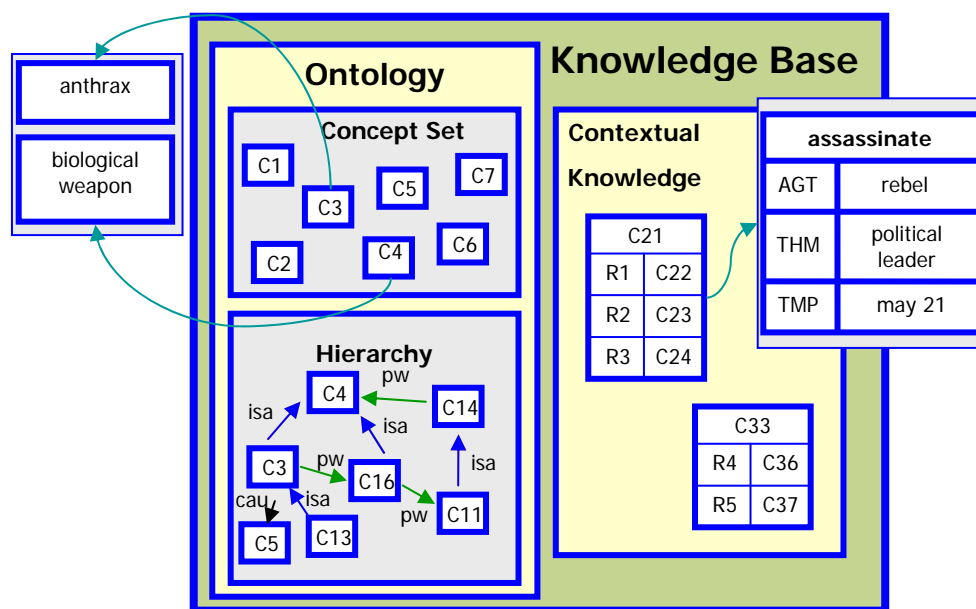 Knowledge Base
Ontology
anthrax
biological
weapon
Concept Set
C1
C3
C5
C7
C2
C4
C6
Hierarchy
C4
pw
C14
isa
isa
isa
C3
pw
C16
C11
pw
cau
isa
C5
C13
Contextual
Knowledge
C21
R1 C22
R2 C23
R3 C24
C33
R4 C36
R5 C37
assassinate
AGT rebel
THM political
leader
TMP may 21